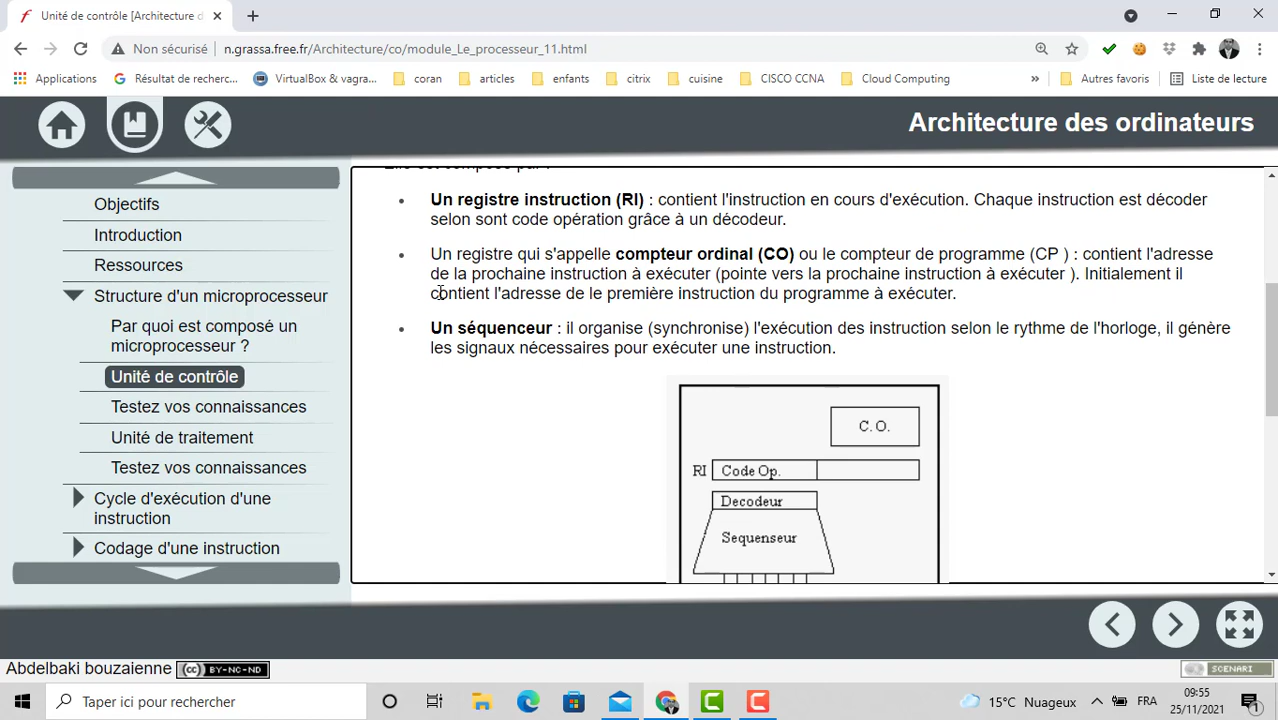 Unité de contrôle [Architecture d
Non sécurisé
n.grassa.free.fr/Architecture/co/module_Le_processeur_11.html
Applications
Résultat de recherc...
VirtualBox & vagra...
coran
articles
enfants
citrix
cuisine
CISCO CCNA
Cloud Computing
»
Autres favoris
Liste de lecture
Architecture des ordinateurs
Objectifs
Introduction
Ressources
Structure d'un microprocesseur
Par quoi est composé un
microprocesseur ?
Unité de contrôle
Testez vos connaissances
Unité de traitement
Testez vos connaissances
Cycle d'exécution d'une
instruction
Codage d'une instruction
• Un registre instruction (RI) : contient l'instruction en cours d'exécution. Chaque instruction est décoder
selon sont code opération grâce à un décodeur.
• Un registre qui s'appelle compteur ordinal (CO) ou le compteur de programme (CP ) : contient l'adresse
de la prochaine instruction à exécuter (pointe vers la prochaine instruction à exécuter ). Initialement il
contient l'adresse de le première instruction du programme à exécuter.
• Un séquenceur : il organise (synchronise) l'exécution des instruction selon le rythme de l'horloge, il génère
les signaux nécessaires pour exécuter une instruction.
C. O.
RI
Code Op.
Decodeur
Sequenseur
Abdelbaki bouzaienne
cc BY-NC-ND
SCENARI
Taper ici pour rechercher
15°C Nuageux
FRA
09:55
25/11/2021
1